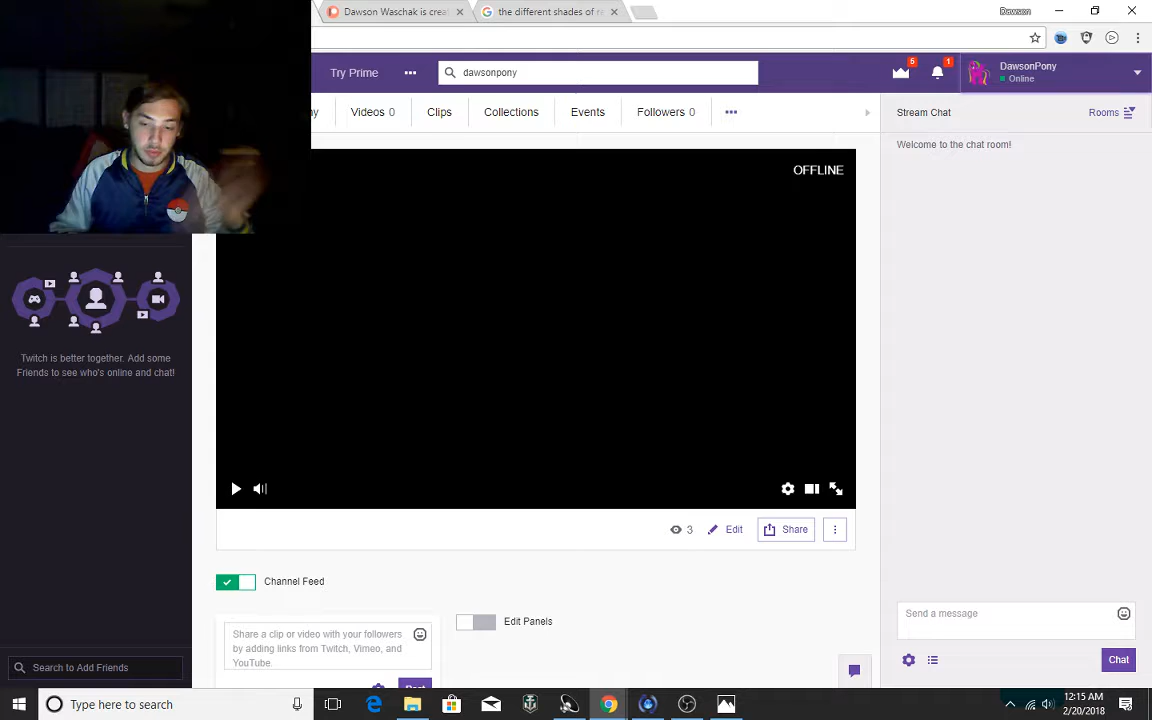 Dawson Waschak is crea
the different shades of re
Dawson
Try Prime
dawsonpony
5
1
DawsonPony
Online
Videos 0
Clips
Collections
Events
Followers 0
Stream Chat
Rooms
Welcome to the chat room!
OFFLINE
Twitch is better together. Add some
Friends to see who's online and chat!
3
Edit
Share
Channel Feed
Edit Panels
Share a clip or video with your followers
by adding links from Twitch, Vimeo, and
YouTube.
Post
Send a message
Chat
Search to Add Friends
Type here to search
12:15 AM
2/20/2018